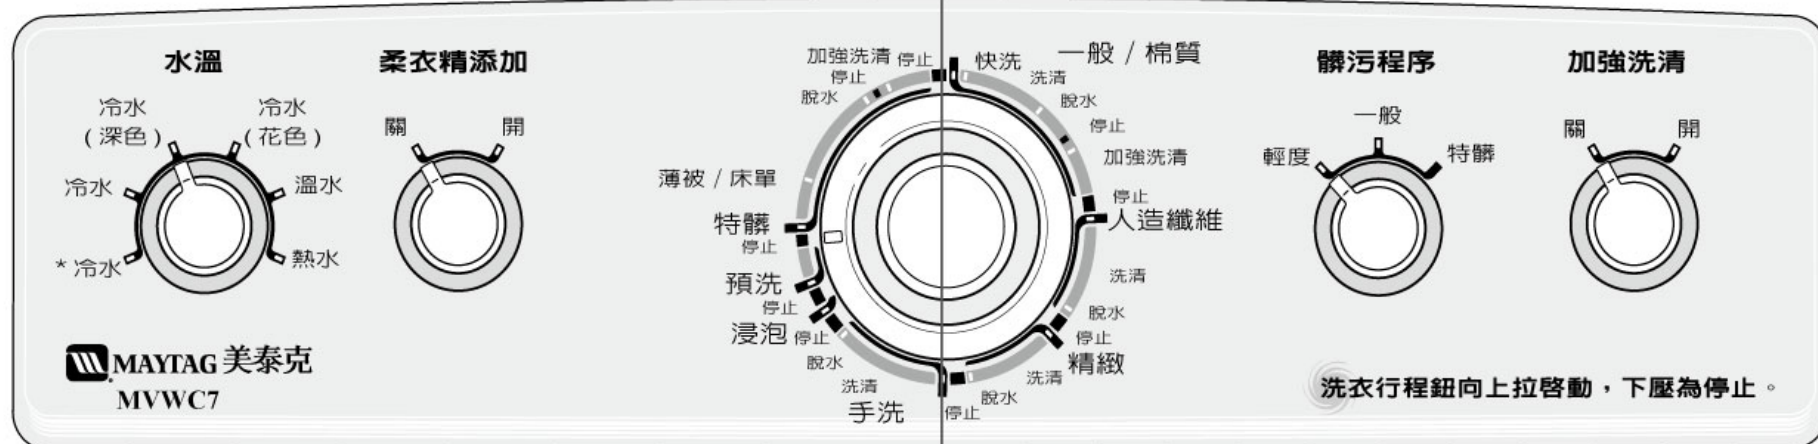 水溫
冷水
(深色)
冷水
(花色)
冷水
溫水
*冷水
熱水
柔衣精添加
關
開
MAYTAG 美泰克
MVWC7
加強洗清
停止
停止
脫水
薄被 / 床單
特髒
停止
預洗
停止
浸泡
停止
脫水
洗清
手洗
快洗
一般 / 棉質
洗清
脫水
停止
加強洗清
停止
人造纖維
洗清
脫水
停止
精緻
洗清
脫水
停止
髒污程序
輕度
一般
特髒
加強洗清
關
開
洗衣行程鈕向上拉啓動，下壓為停止。